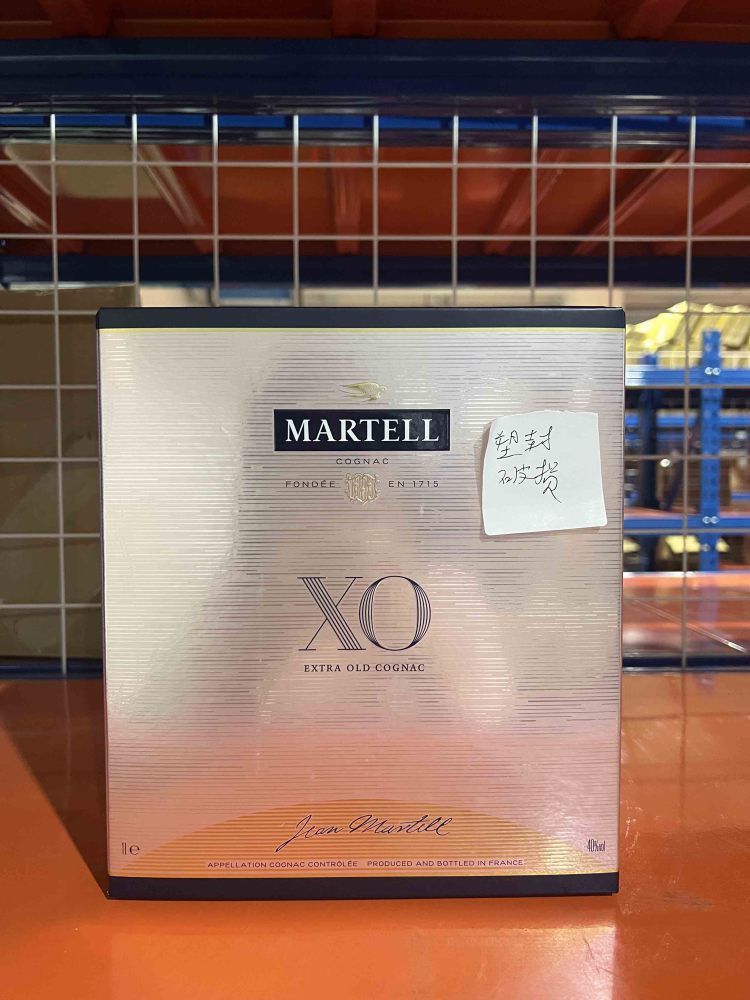 MARTELL
COGNAC
FONDÉE EN 1715
塑封
破损
XO
EXTRA OLD COGNAC
Jean Martell
1l e
40%vol
APPELLATION COGNAC CONTRÔLÉE PRODUCED AND BOTTLED IN FRANCE